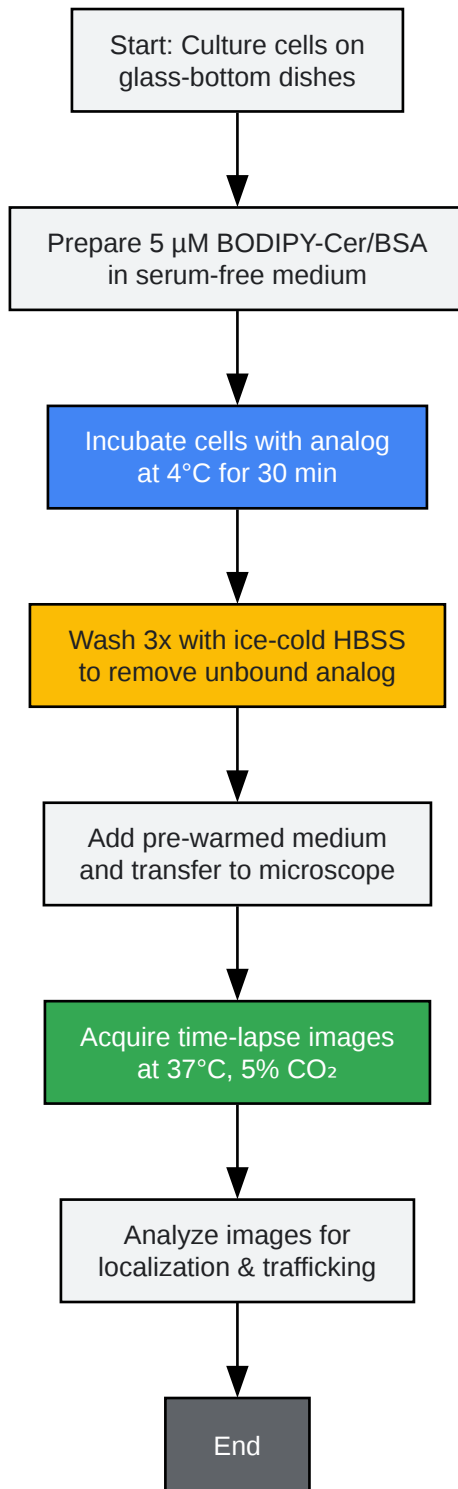 Start: Culture cells on
glass-bottom dishes
Prepare 5 µM BODIPY-Cer/BSA
in serum-free medium
Incubate cells with analog
at 4°C for 30 min
Wash 3x with ice-cold HBSS
to remove unbound analog
Add pre-warmed medium
and transfer to microscope
Acquire time-lapse images
at 37°C, 5% CO₂
Analyze images for
localization & trafficking
End